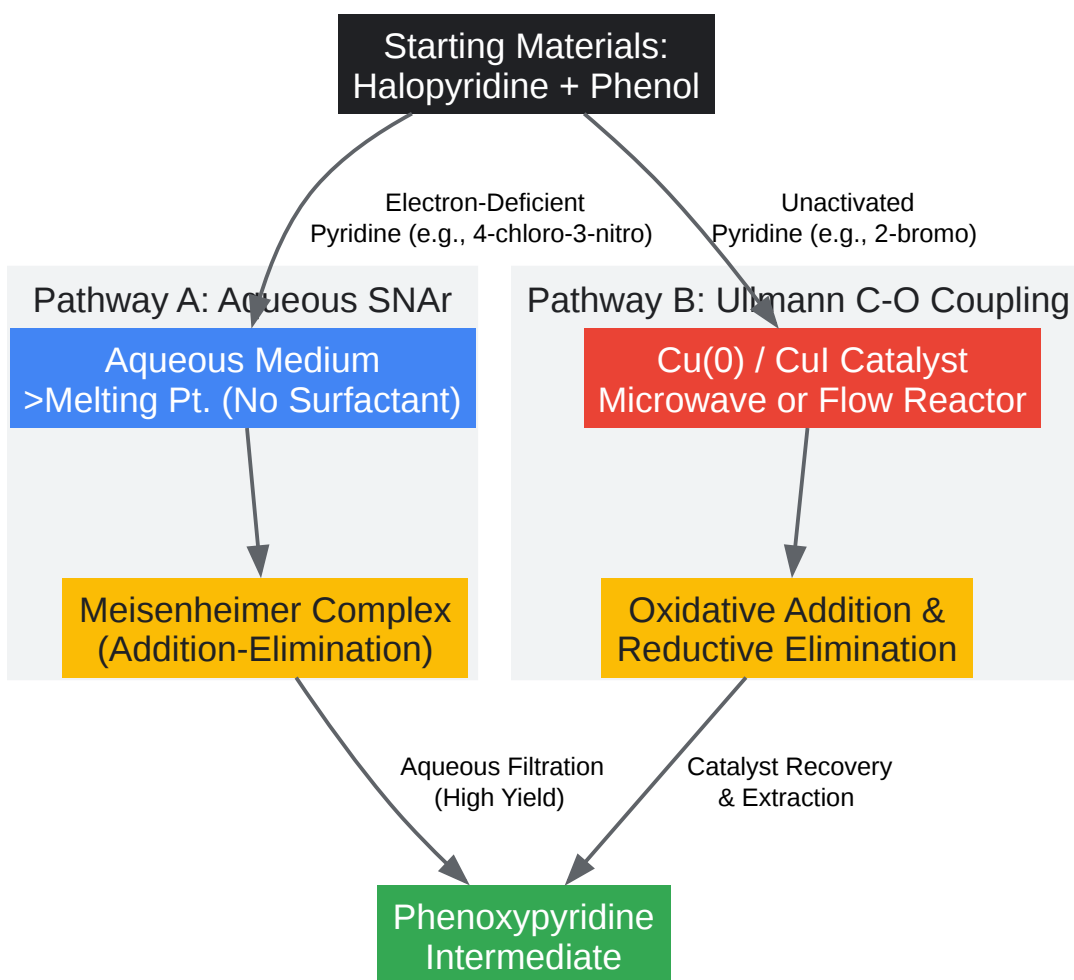 Starting Materials:
Halopyridine + Phenol
Electron-Deficient
Pyridine (e.g., 4-chloro-3-nitro)
Unactivated
Pyridine (e.g., 2-bromo)
Pathway A: Aqueous SNAr
Aqueous Medium
>Melting Pt. (No Surfactant)
Meisenheimer Complex
(Addition-Elimination)
Pathway B: Ullmann C-O Coupling
Cu(0) / CuI Catalyst
Microwave or Flow Reactor
Oxidative Addition &
Reductive Elimination
Aqueous Filtration
(High Yield)
Catalyst Recovery
& Extraction
Phenoxypyridine
Intermediate